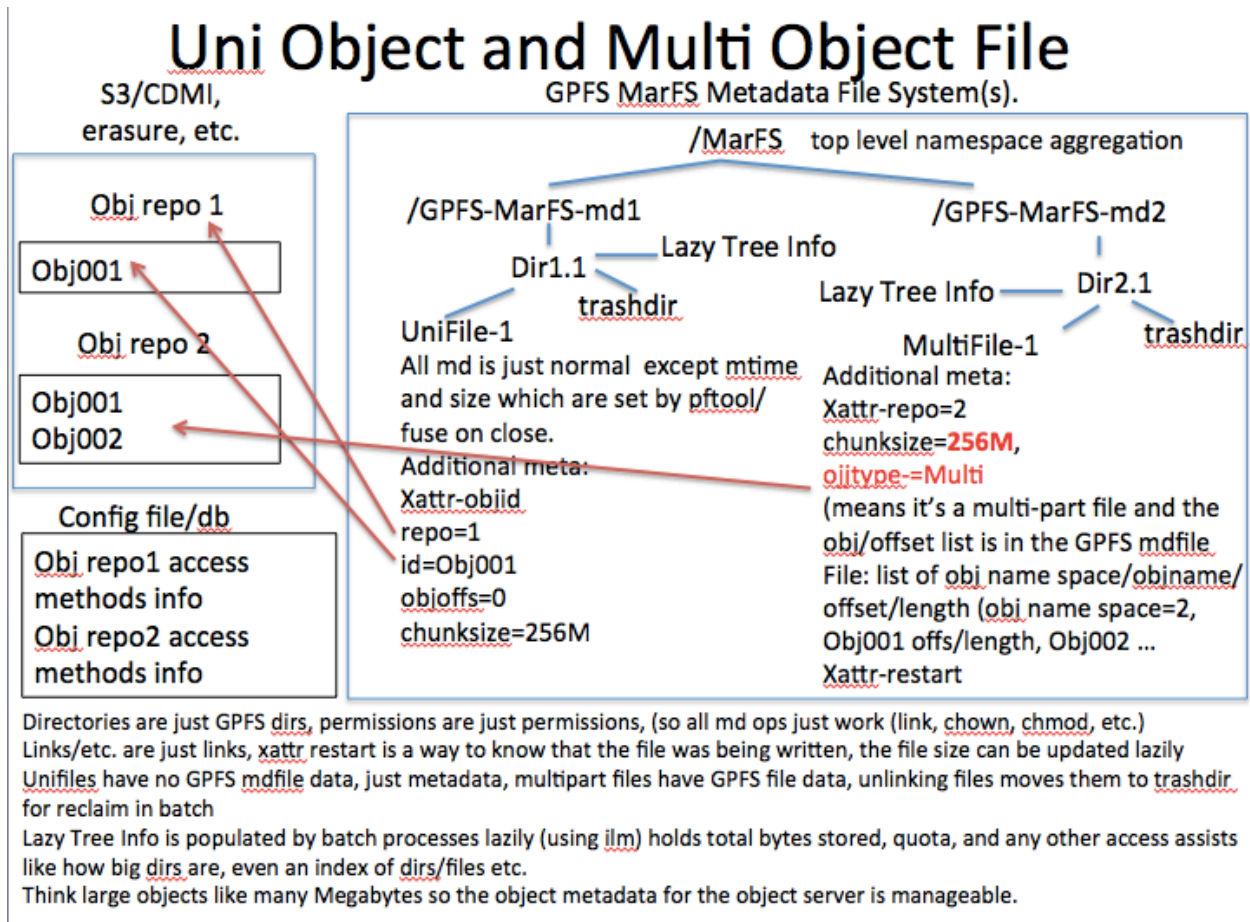 Uni Object and Multi Object File
S3/CDMI,
erasure, etc.
Obj repo 1
Obj001
Obj repo 2
Obj001
Obj002
Config file/db
Obj repo1 access
methods info
Obj repo2 access
methods info
GPFS MarFS Metadata File System(s).
/MarFS top level namespace aggregation
/GPFS-MarFS-md1
Dir1.1
Lazy Tree Info
trashdir
UniFile-1
All md is just normal except mtime
and size which are set by pftool/
fuse on close.
Additional meta:
Xattr-objid
repo=1
id=Obj001
objoffs=0
chunksize=256M
/GPFS-MarFS-md2
Lazy Tree Info
Dir2.1
trashdir
MultiFile-1
Additional meta:
Xattr-repo=2
chunksize=256M,
ojjtype-=Multi
(means it's a multi-part file and the
obj/offset list is in the GPFS mdfile
File: list of obj name space/objname/
offset/length (obj name space=2,
Obj001 offs/length, Obj002 ...
Xattr-restart
Directories are just GPFS dirs, permissions are just permissions, (so all md ops just work (link, chown, chmod, etc.)
Links/etc. are just links, xattr restart is a way to know that the file was being written, the file size can be updated lazily
Unifiles have no GPFS mdfile data, just metadata, multipart files have GPFS file data, unlinking files moves them to trashdir
for reclaim in batch
Lazy Tree Info is populated by batch processes lazily (using ilm) holds total bytes stored, quota, and any other access assists
like how big dirs are, even an index of dirs/files etc.
Think large objects like many Megabytes so the object metadata for the object server is manageable.